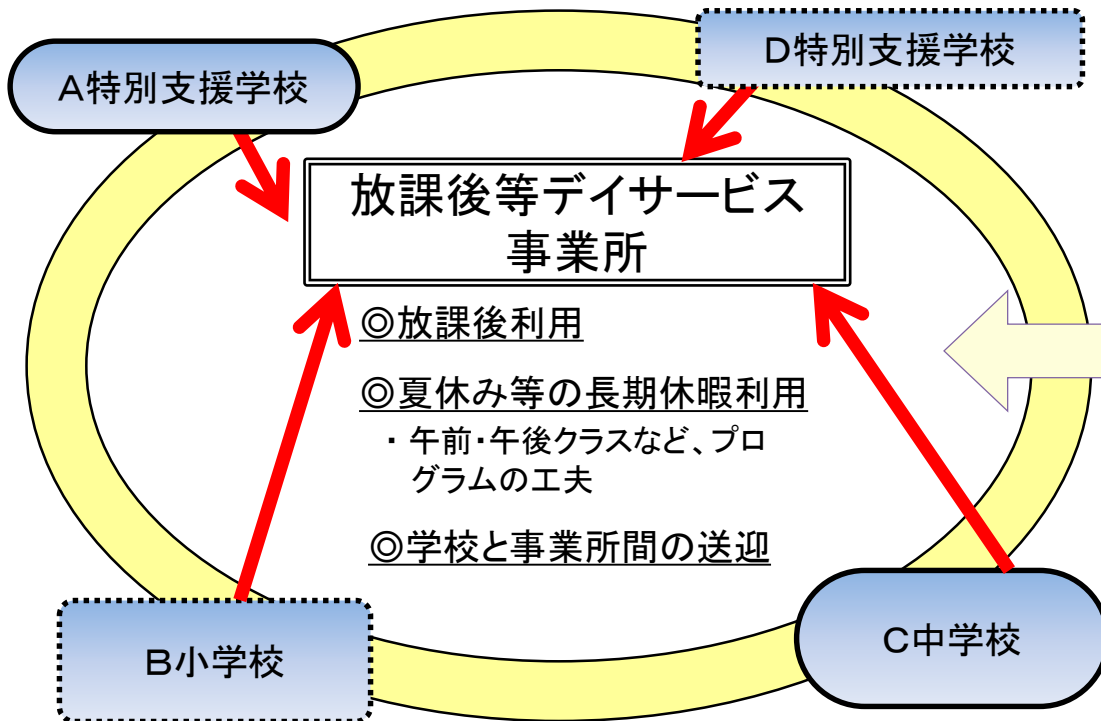 A特別支援学校
D特別支援学校
放課後等デイサービス
事業所
◎放課後利用
◎夏休み等の長期休暇利用
・ 午前・午後クラスなど、プロ
グラムの工夫
◎学校と事業所間の送迎
B小学校
C中学校